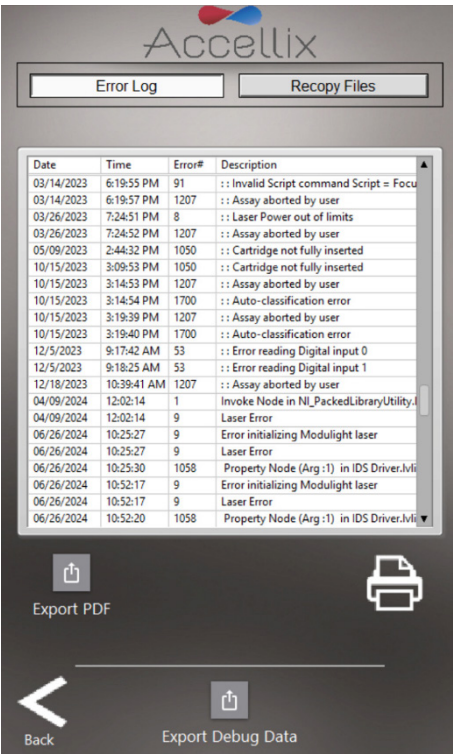 Accellix
Error Log Recopy Files
Date Time Error# Description
03/14/2023 6:19:55 PM 91 : : Invalid Script command Script = Focu
03/14/2023 6:19:57 PM 1207 : : Assay aborted by user
03/26/2023 7:24:51 PM 8 : : Laser Power out of limits
03/26/2023 7:24:52 PM 1207 : : Assay aborted by user
05/09/2023 2:44:32 PM 1050 : : Cartridge not fully inserted
10/15/2023 3:09:53 PM 1050 : : Cartridge not fully inserted
10/15/2023 3:14:53 PM 1207 : : Assay aborted by user
10/15/2023 3:14:54 PM 1700 : : Auto-classification error
10/15/2023 3:19:39 PM 1207 : : Assay aborted by user
10/15/2023 3:19:40 PM 1700 : : Auto-classification error
12/5/2023 9:17:42 AM 53 : : Error reading Digital input 0
12/5/2023 9:18:25 AM 53 : : Error reading Digital input 1
12/18/2023 10:39:41 AM 1207 : : Assay aborted by user
04/09/2024 12:02:14 1 Invoke Node in NI_PackedLibraryUtility.l
04/09/2024 12:02:14 9 Laser Error
06/26/2024 10:25:27 9 Error initializing Modulight laser
06/26/2024 10:25:27 9 Laser Error
06/26/2024 10:25:30 1058 Property Node (Arg :1) in IDS Driver.lvli
06/26/2024 10:52:17 9 Error initializing Modulight laser
06/26/2024 10:52:17 9 Laser Error
06/26/2024 10:52:20 1058 Property Node (Arg :1) in IDS Driver.lvli
Export PDF
Back
Export Debug Data